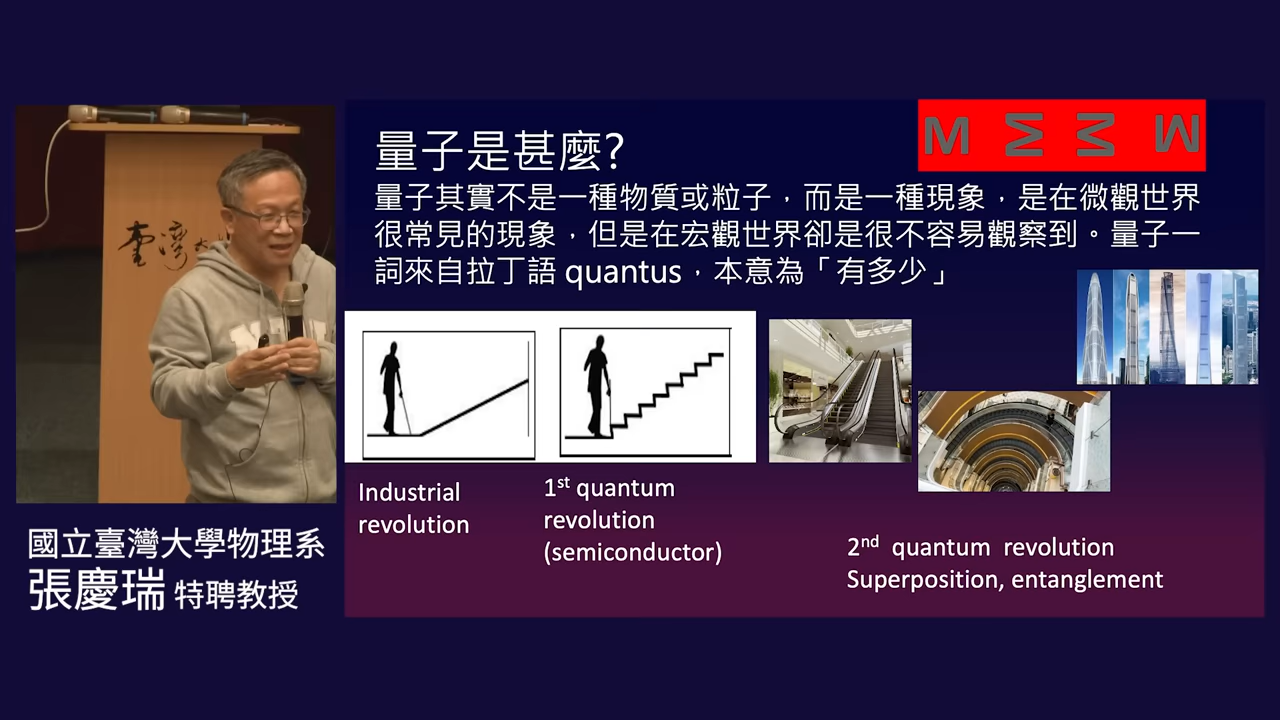 量子是甚麼?
M M M M
量子其實不是一種物質或粒子，而是一種現象，是在微觀世界
很常見的現象，但是在宏觀世界卻是很不容易觀察到。量子一
詞來自拉丁語 quantus，本意為「有多少」
臺灣大
Industrial
revolution
1st quantum
revolution
(semiconductor)
2nd quantum revolution
Superposition, entanglement
國立臺灣大學物理系
張慶瑞 特聘教授